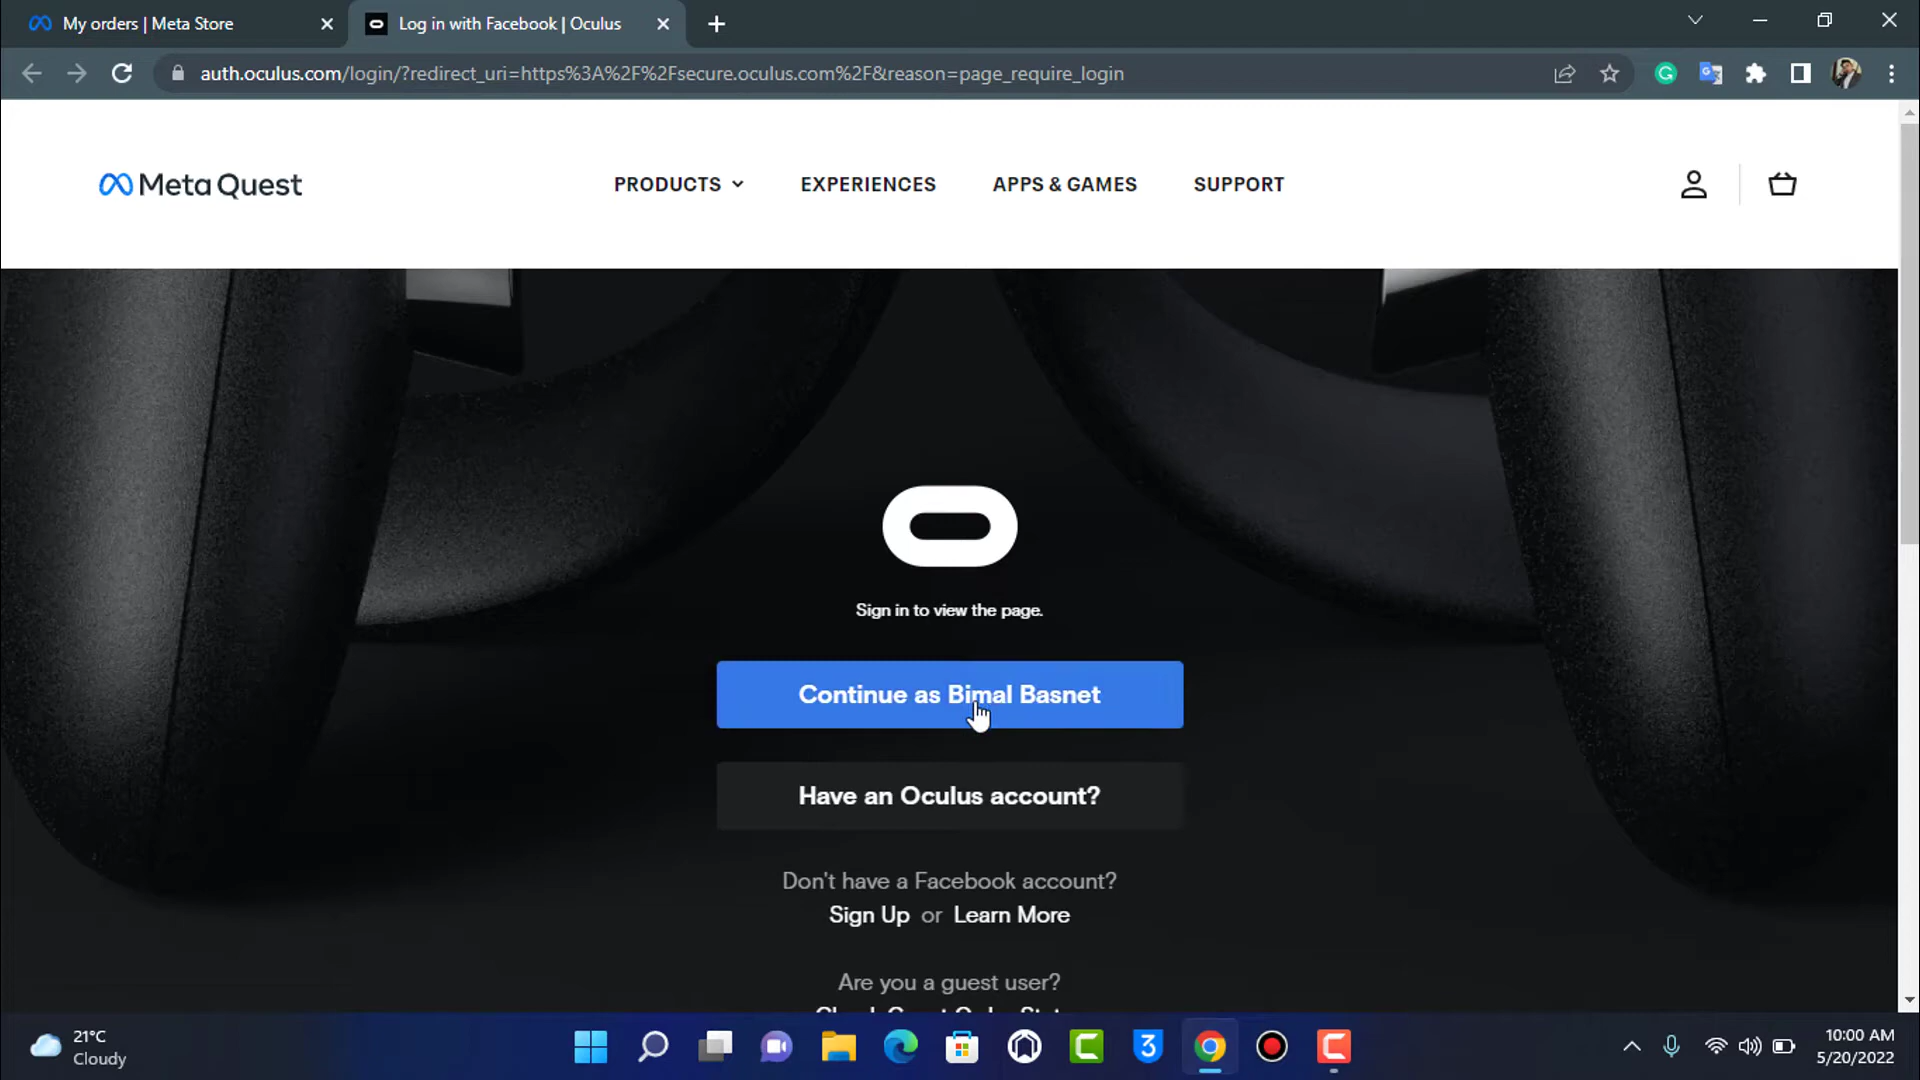 My orders | Meta Store
Log in with Facebook | Oculus
auth.oculus.com/login/?redirect_uri=https%3A%2F%2Fsecure.oculus.com%2F&reason=page_require_login
Meta Quest
PRODUCTS
EXPERIENCES
APPS & GAMES
SUPPORT
Sign in to view the page.
Continue as Bimal Basnet
Have an Oculus account?
Don't have a Facebook account?
Sign Up or Learn More
Are you a guest user?
21°C
Cloudy
3
10:00 AM
5/20/2022